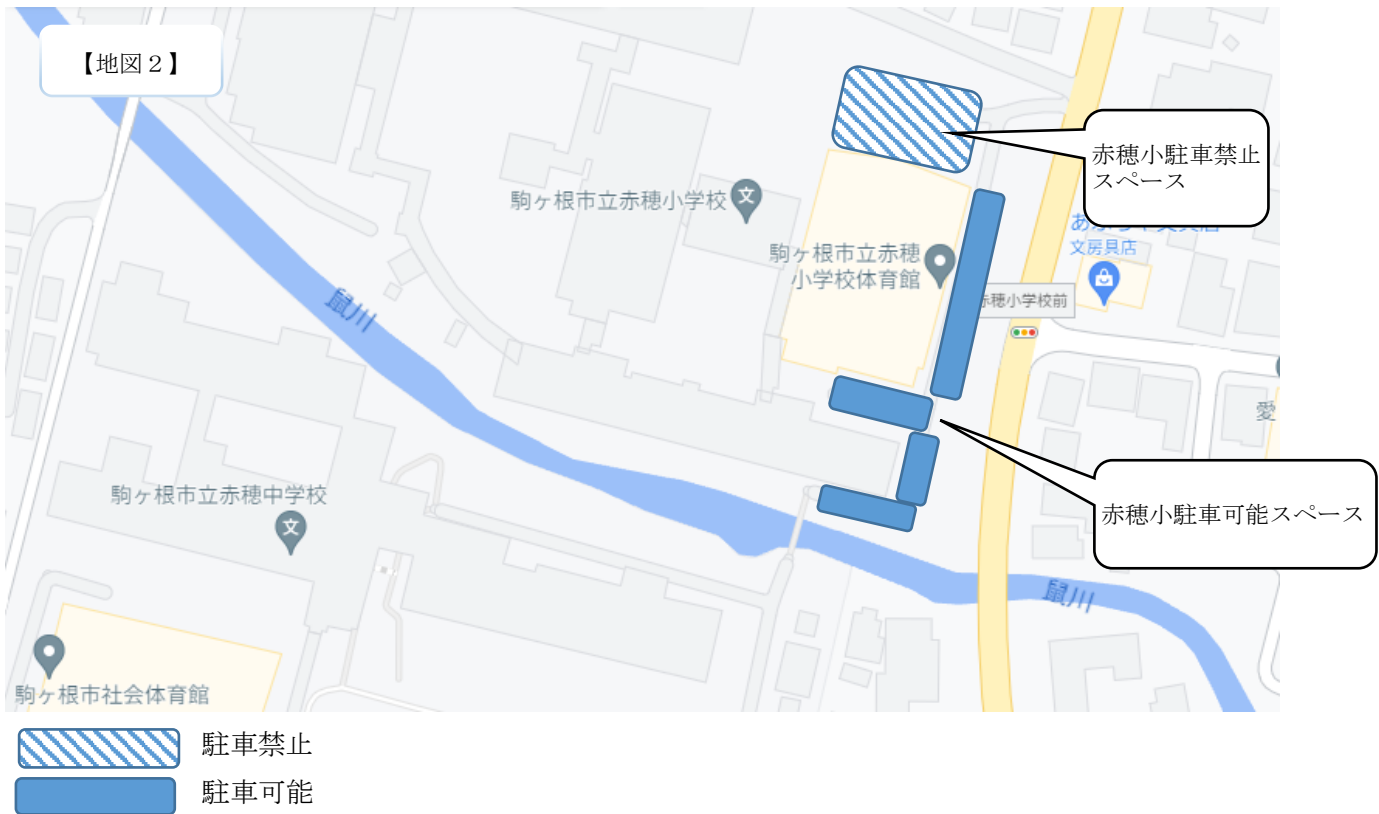 【地図２】
赤穂小駐車禁止
スペース
駒ヶ根市立赤穂小学校
文
駒ヶ根市立赤穂
小学校体育館
文房具店
赤穂小学校前
鼠川
愛
駒ヶ根市立赤穂中学校
文
赤穂小駐車可能スペース
鼠川
駒ヶ根市社会体育館
駐車禁止
駐車可能